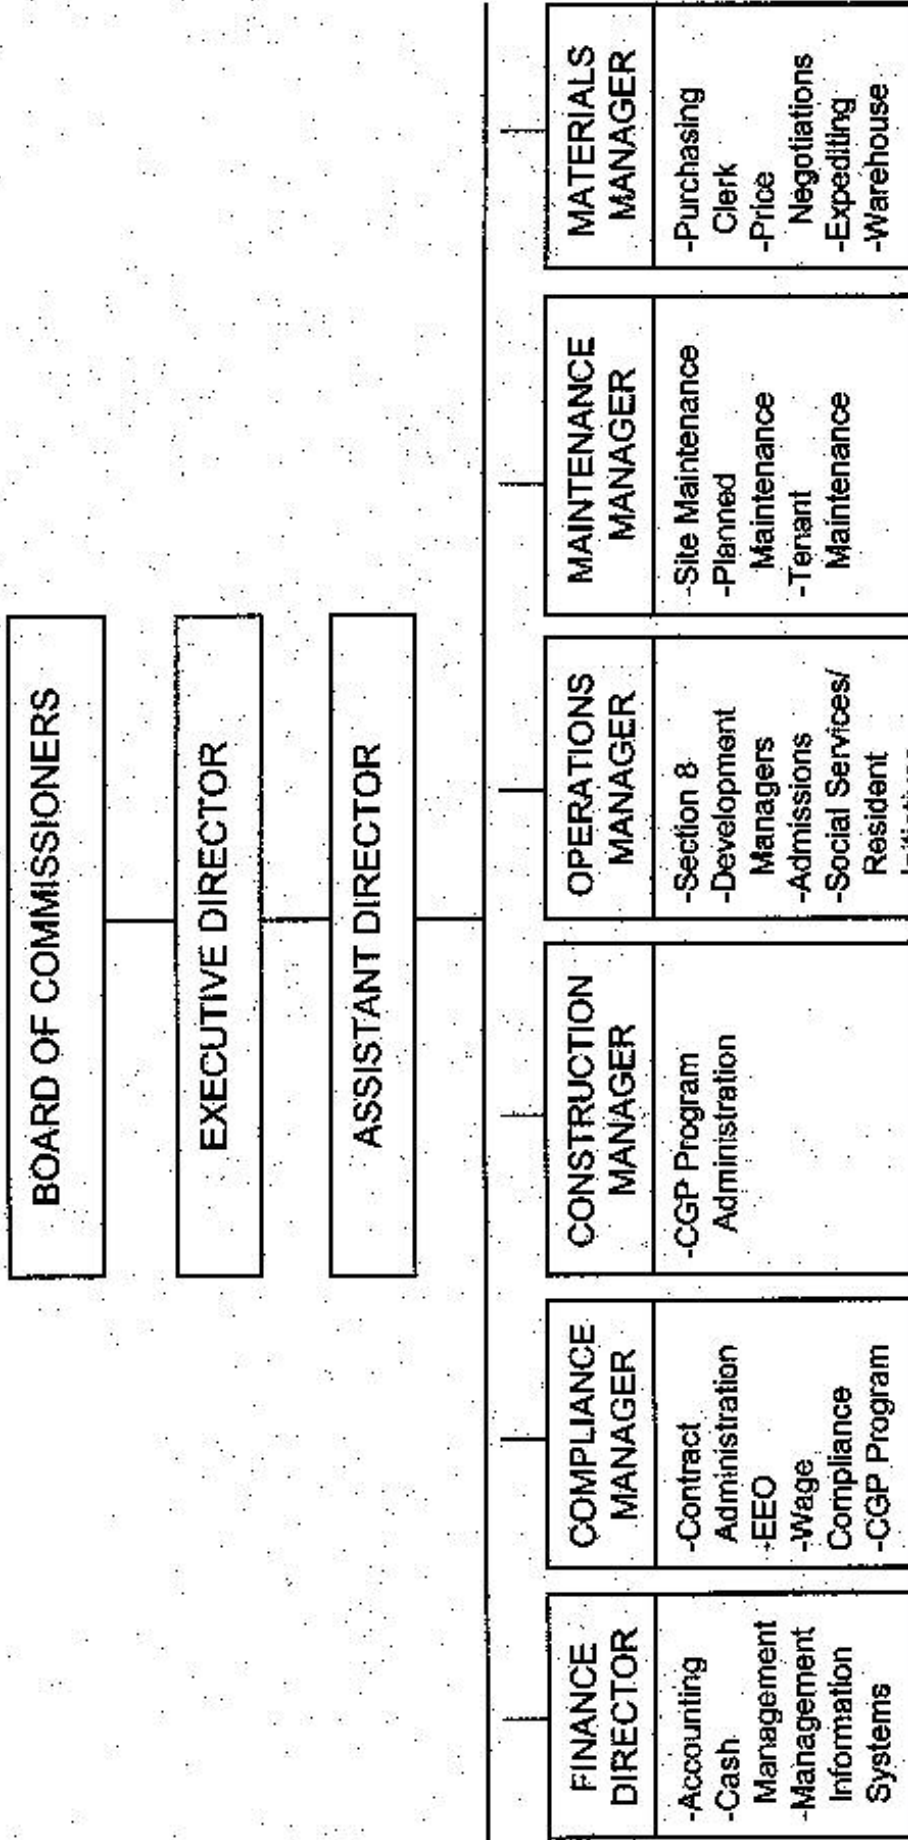 BOARD OF COMMISSIONERS
EXECUTIVE DIRECTOR
ASSISTANT DIRECTOR
FINANCE
DIRECTOR
-Accounting
-Cash
Management
-Management
Information
Systems
COMPLIANCE
MANAGER
-Contract
Administration
-EEO
-Wage
Compliance
-CGP Program
CONSTRUCTION
MANAGER
-CGP Program
Administration
OPERATIONS
MANAGER
-Section 8
-Development
Managers
-Admissions
-Social Services/
Resident
MAINTENANCE
MANAGER
-Site Maintenance
-Planned
Maintenance
-Tenant
Maintenance
MATERIALS
MANAGER
-Purchasing
Clerk
-Price
Negotiations
-Expediting
-Warehouse